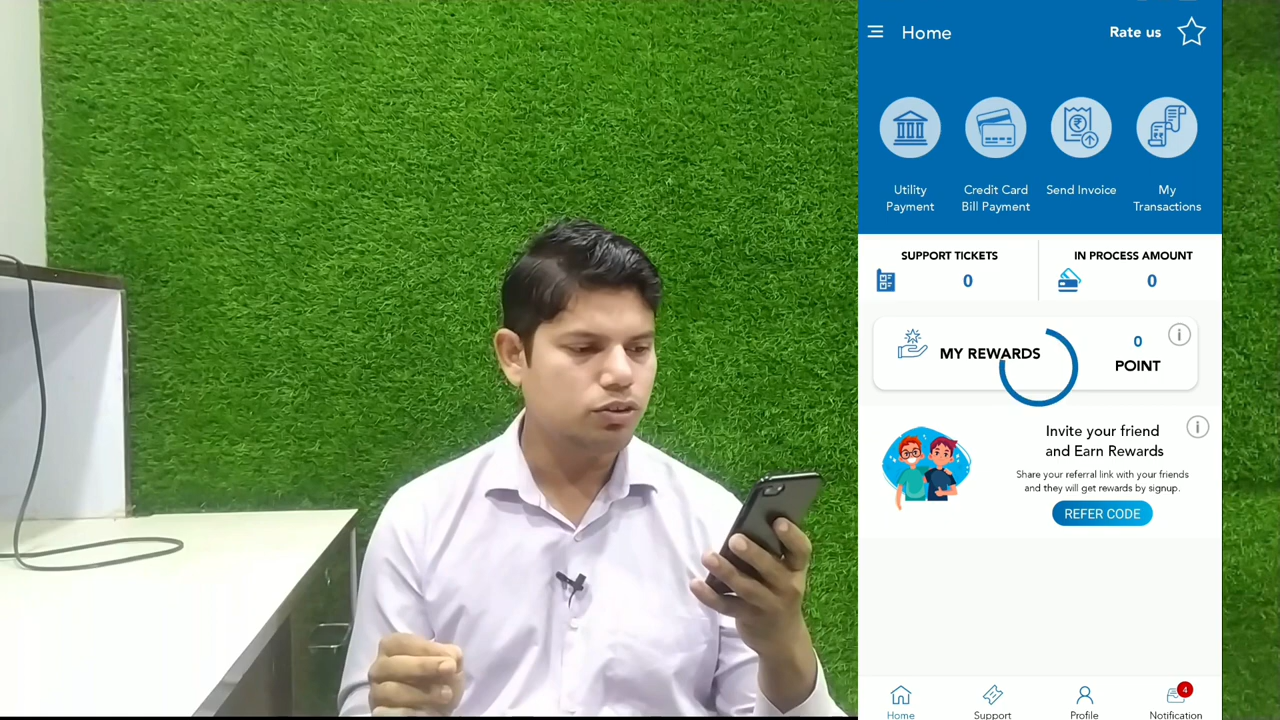 Home
Rate us
Utility
Payment
Credit Card
Bill Payment
Send Invoice
My
Transactions
SUPPORT TICKETS
0
IN PROCESS AMOUNT
0
MY REWARDS
0
POINT
Invite your friend
and Earn Rewards
Share your referral link with your friends
and they will get rewards by signup.
REFER CODE
Home
Support
Profile
4
Notification